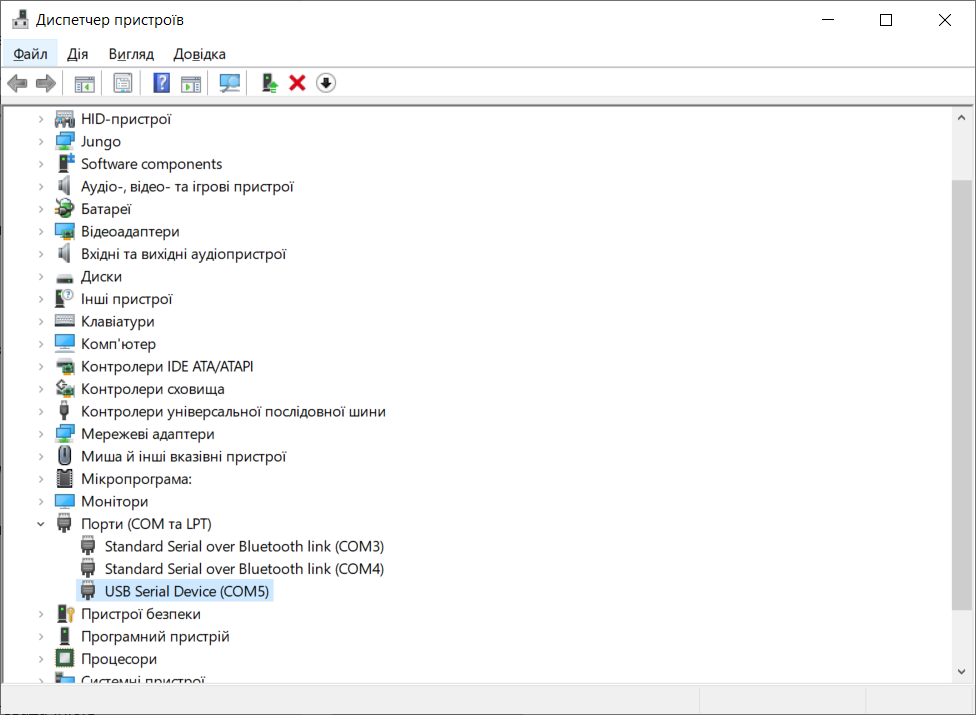 Диспетчер пристроїв
Файл Дія Вигляд Довідка
HID-пристрої
Jungo
Software components
Аудіо-, відео- та ігрові пристрої
Батареї
Відеоадаптери
Вхідні та вихідні аудіопристрої
Диски
Інші пристрої
Клавіатури
Комп'ютер
Контролери IDE ATA/ATAPI
Контролери сховища
Контролери універсальної послідовної шини
Мережеві адаптери
Миша й інші вказівні пристрої
Мікропрограма:
Монітори
Порти (COM та LPT)
Standard Serial over Bluetooth link (COM3)
Standard Serial over Bluetooth link (COM4)
USB Serial Device (COM5)
Пристрої безпеки
Програмний пристрій
Процесори
Системні пристрої